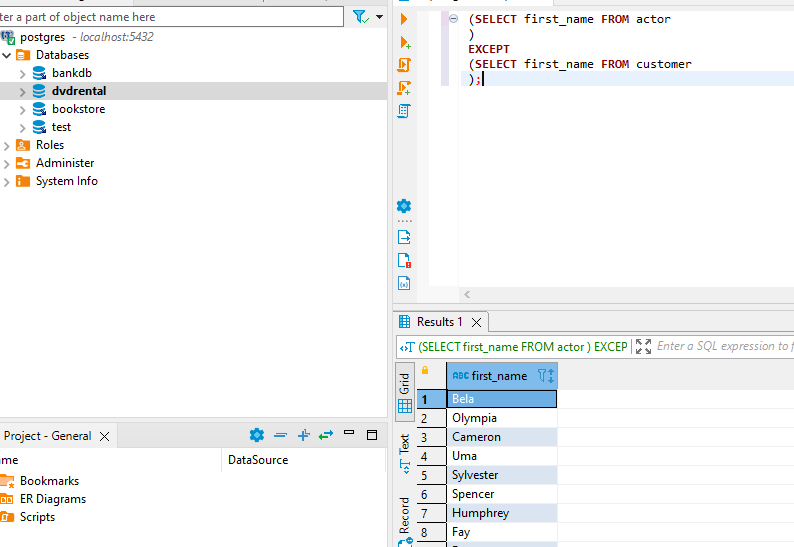 ter a part of object name here
postgres - localhost:5432
Databases
bankdb
dvdrental
bookstore
test
Roles
Administer
System Info
(SELECT first_name FROM actor
)
EXCEPT
(SELECT first_name FROM customer
);
Results 1
(SELECT first_name FROM actor ) EXCEP
Enter a SQL expression to f
Grid
Text
Record
ABC first_name
1 Bela
2 Olympia
3 Cameron
4 Uma
5 Sylvester
6 Spencer
7 Humphrey
8 Fay
Project - General
ame
DataSource
Bookmarks
ER Diagrams
Scripts